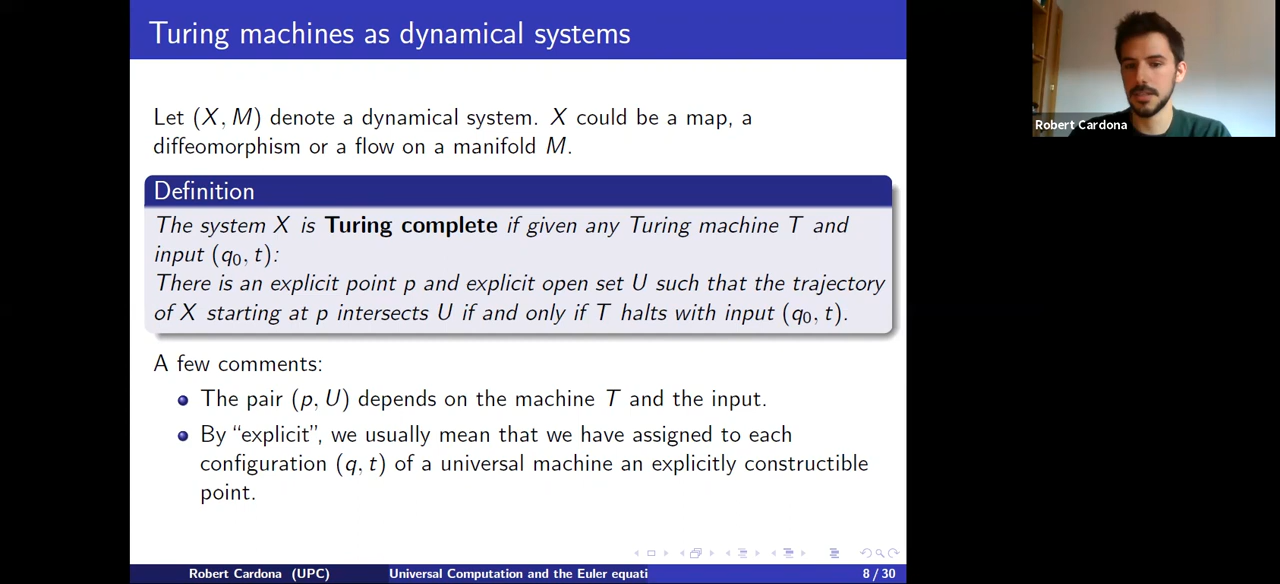 Turing machines as dynamical systems
Let (X, M) denote a dynamical system. X could be a map, a
diffeomorphism or a flow on a manifold M.
Definition
The system X is Turing complete if given any Turing machine T and
input (q₀, t):
There is an explicit point p and explicit open set U such that the trajectory
of X starting at p intersects U if and only if T halts with input (q₀, t).
A few comments:
The pair (p, U) depends on the machine T and the input.
By “explicit”, we usually mean that we have assigned to each
configuration (q, t) of a universal machine an explicitly constructible
point.
Robert Cardona (UPC) Universal Computation and the Euler equati 8 / 30
Robert Cardona